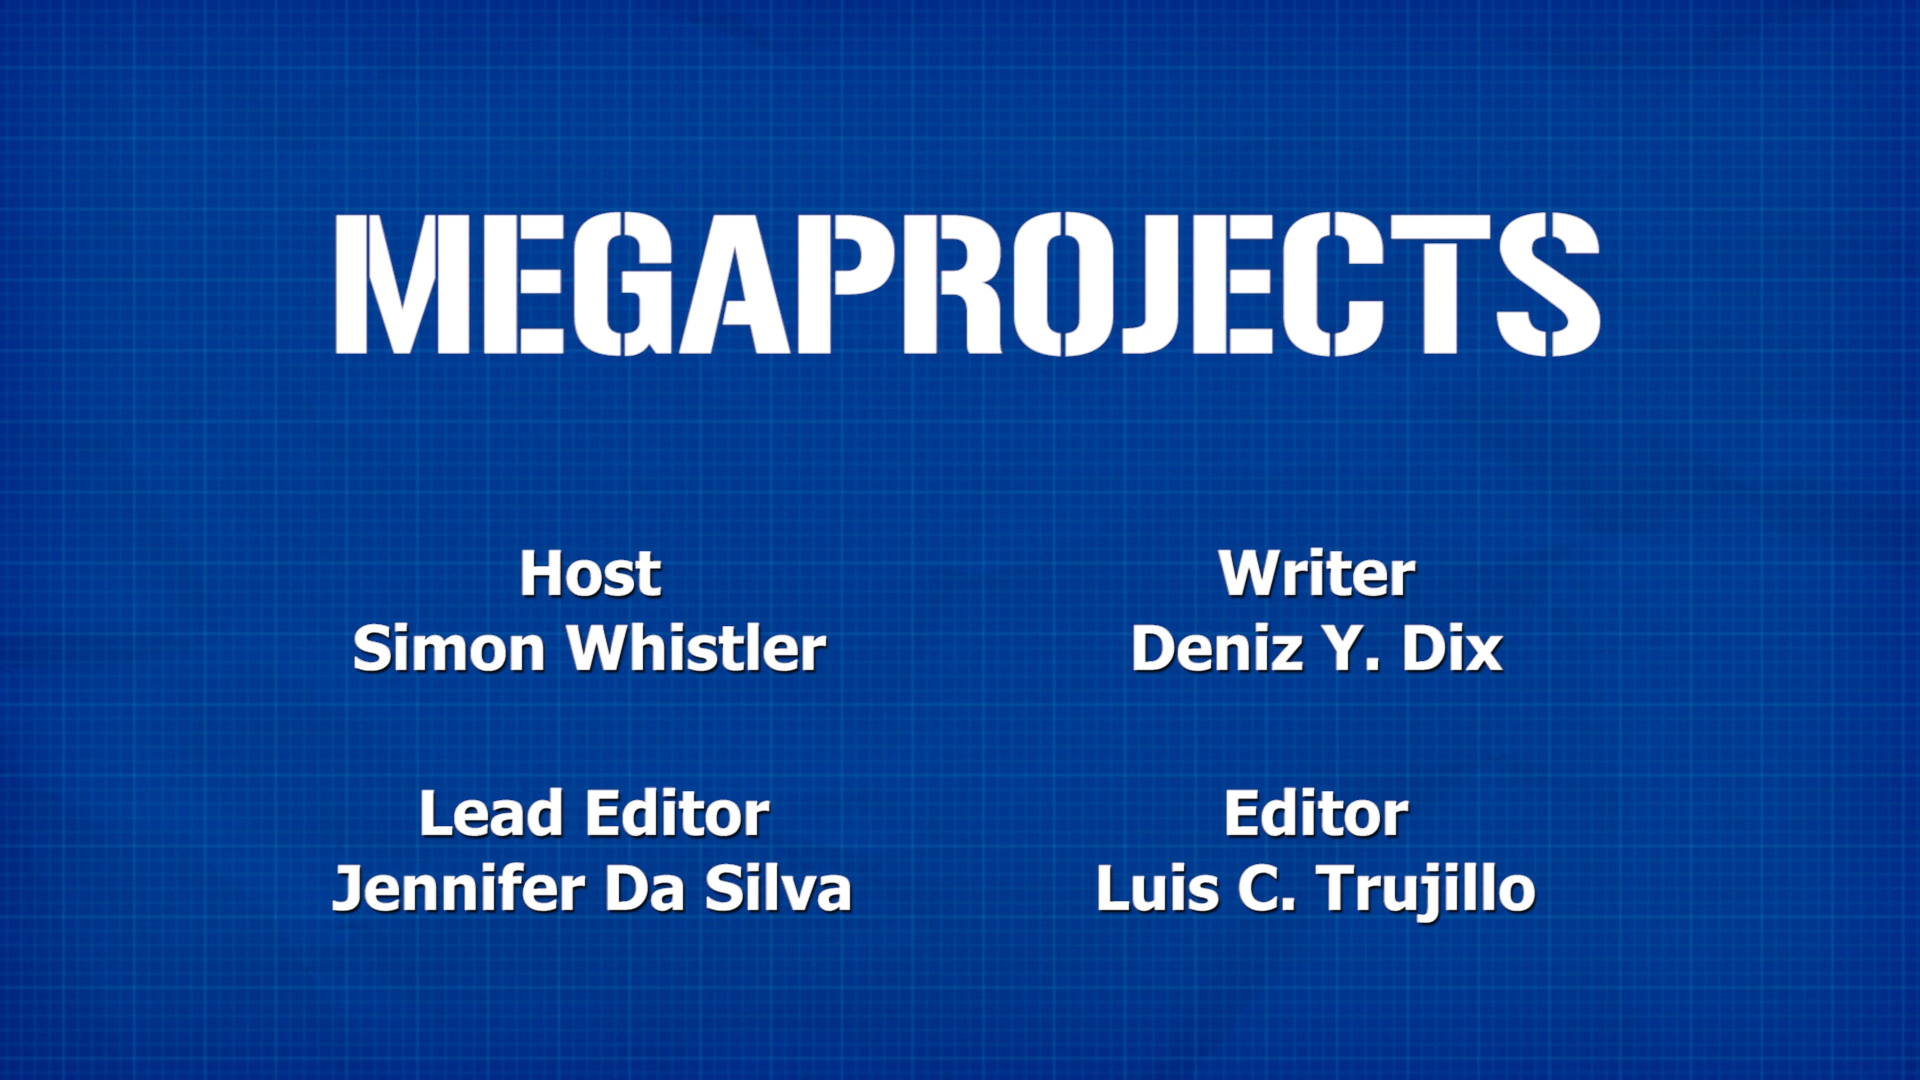 MEGAPROJECTS
Host
Simon Whistler
Writer
Deniz Y. Dix
Lead Editor
Jennifer Da Silva
Editor
Luis C. Trujillo